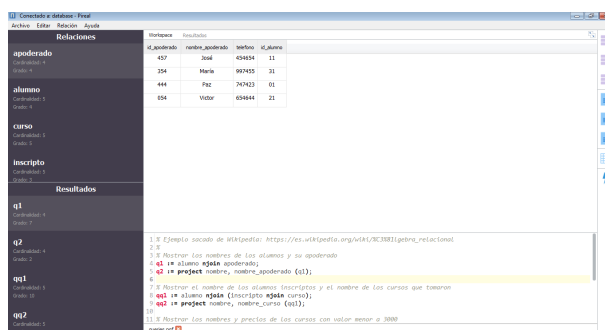 Conectado a: database - Pireal
Archivo Editar Relación Ayuda
Relaciones
apoderado
Cardinalidad: 4
Grado: 4
alumno
Cardinalidad: 5
Grado: 4
curso
Cardinalidad: 5
Grado: 5
inscripto
Cardinalidad: 5
Grado: 3
Resultados
q1
Cardinalidad: 4
Grado: 7
q2
Cardinalidad: 4
Grado: 2
qq1
Cardinalidad: 5
Grado: 10
qq2
Cardinalidad: 5
Workspace Resultados
id_apoderado nombre_apoderado telefono id_alumno
457 José 454654 11
354 María 997455 31
444 Paz 747423 01
054 Victor 654644 21
1 % Ejemplo sacado de Wikipedia: https://es.wikipedia.org/wiki/%C3%81lgebra_relacional
2 %
3 % Mostrar los nombres de los alumnos y su apoderado
4 q1 := alumno njoin apoderado;
5 q2 := project nombre, nombre_apoderado (q1);
6
7 % Mostrar el nombre de los alumnos inscriptos y el nombre de los cursos que tomaron
8 qq1 := alumno njoin (inscripto njoin curso);
9 qq2 := project nombre, nombre_curso (qq1);
10
11 % Mostrar los nombres y precios de los cursos con valor menor a 3000